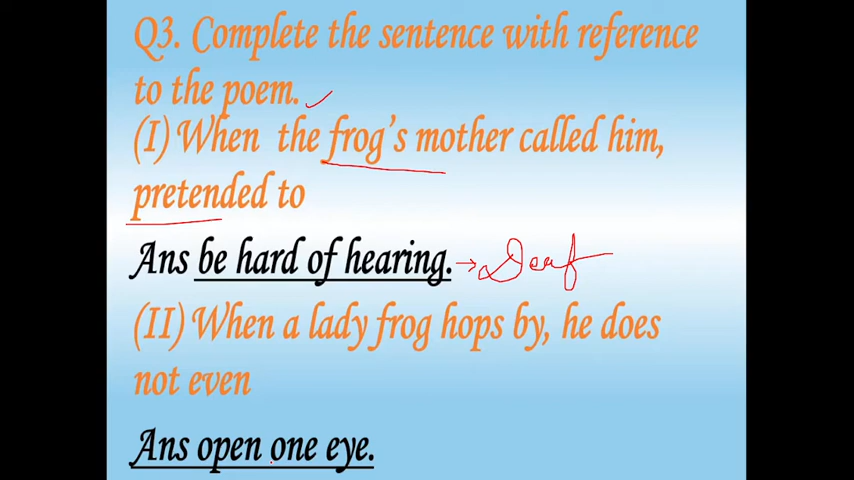 Q3. Complete the sentence with reference
to the poem.
(I) When the frog's mother called him,
pretended to
Ans be hard of hearing. → Deaf
(II) When a lady frog hops by, he does
not even
Ans open one eye.